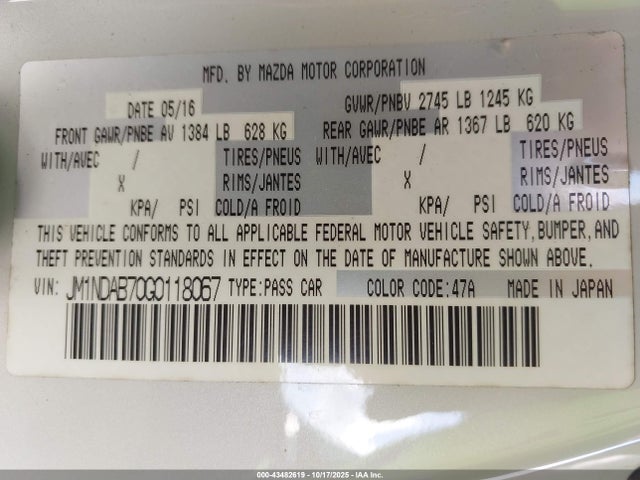 MFD. BY MAZDA MOTOR CORPORATION
DATE 05/16 GVWR/PNBV 2745 LB 1245 KG
FRONT GAWR/PNBE AV 1384 LB 628 KG REAR GAWR/PNBE AR 1367 LB 620 KG
WITH/AVEC / TIRES/PNEUS WITH/AVEC / TIRES/PNEUS
X RIMS/JANTES X RIMS/JANTES
KPA/ PSI COLD/A FROID KPA/ PSI COLD/A FROID
THIS VEHICLE CONFORMS TO ALL APPLICABLE FEDERAL MOTOR VEHICLE SAFETY, BUMPER, AND
THEFT PREVENTION STANDARDS IN EFFECT ON THE DATE OF MANUFACTURE SHOWN ABOVE.
VIN: JM1NDAB70G0118067 TYPE:PASS CAR COLOR CODE:47A MADE IN JAPAN
000-43482619 - 10/17/2025 - IAA Inc.